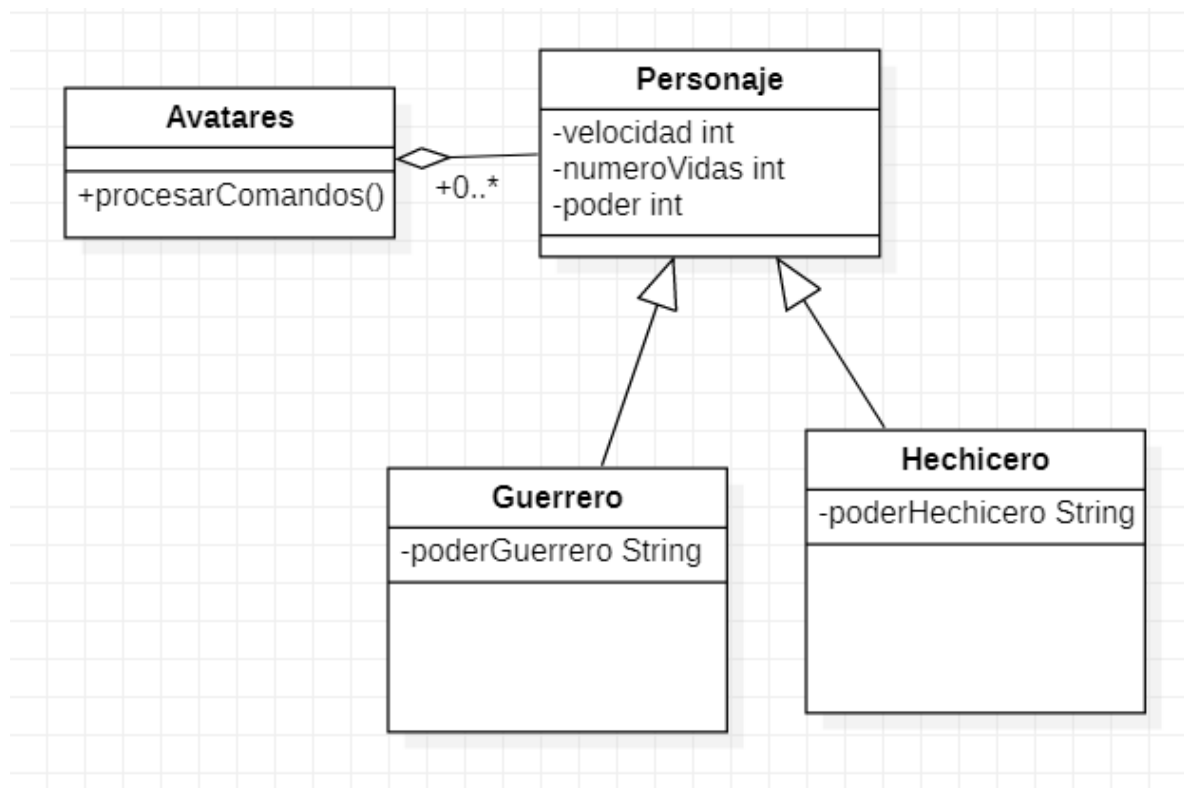 Avatares
+procesarComandos()
+0..*
Personaje
-velocidad int
-numeroVidas int
-poder int
Guerrero
-poderGuerrero String
Hechicero
-poderHechicero String